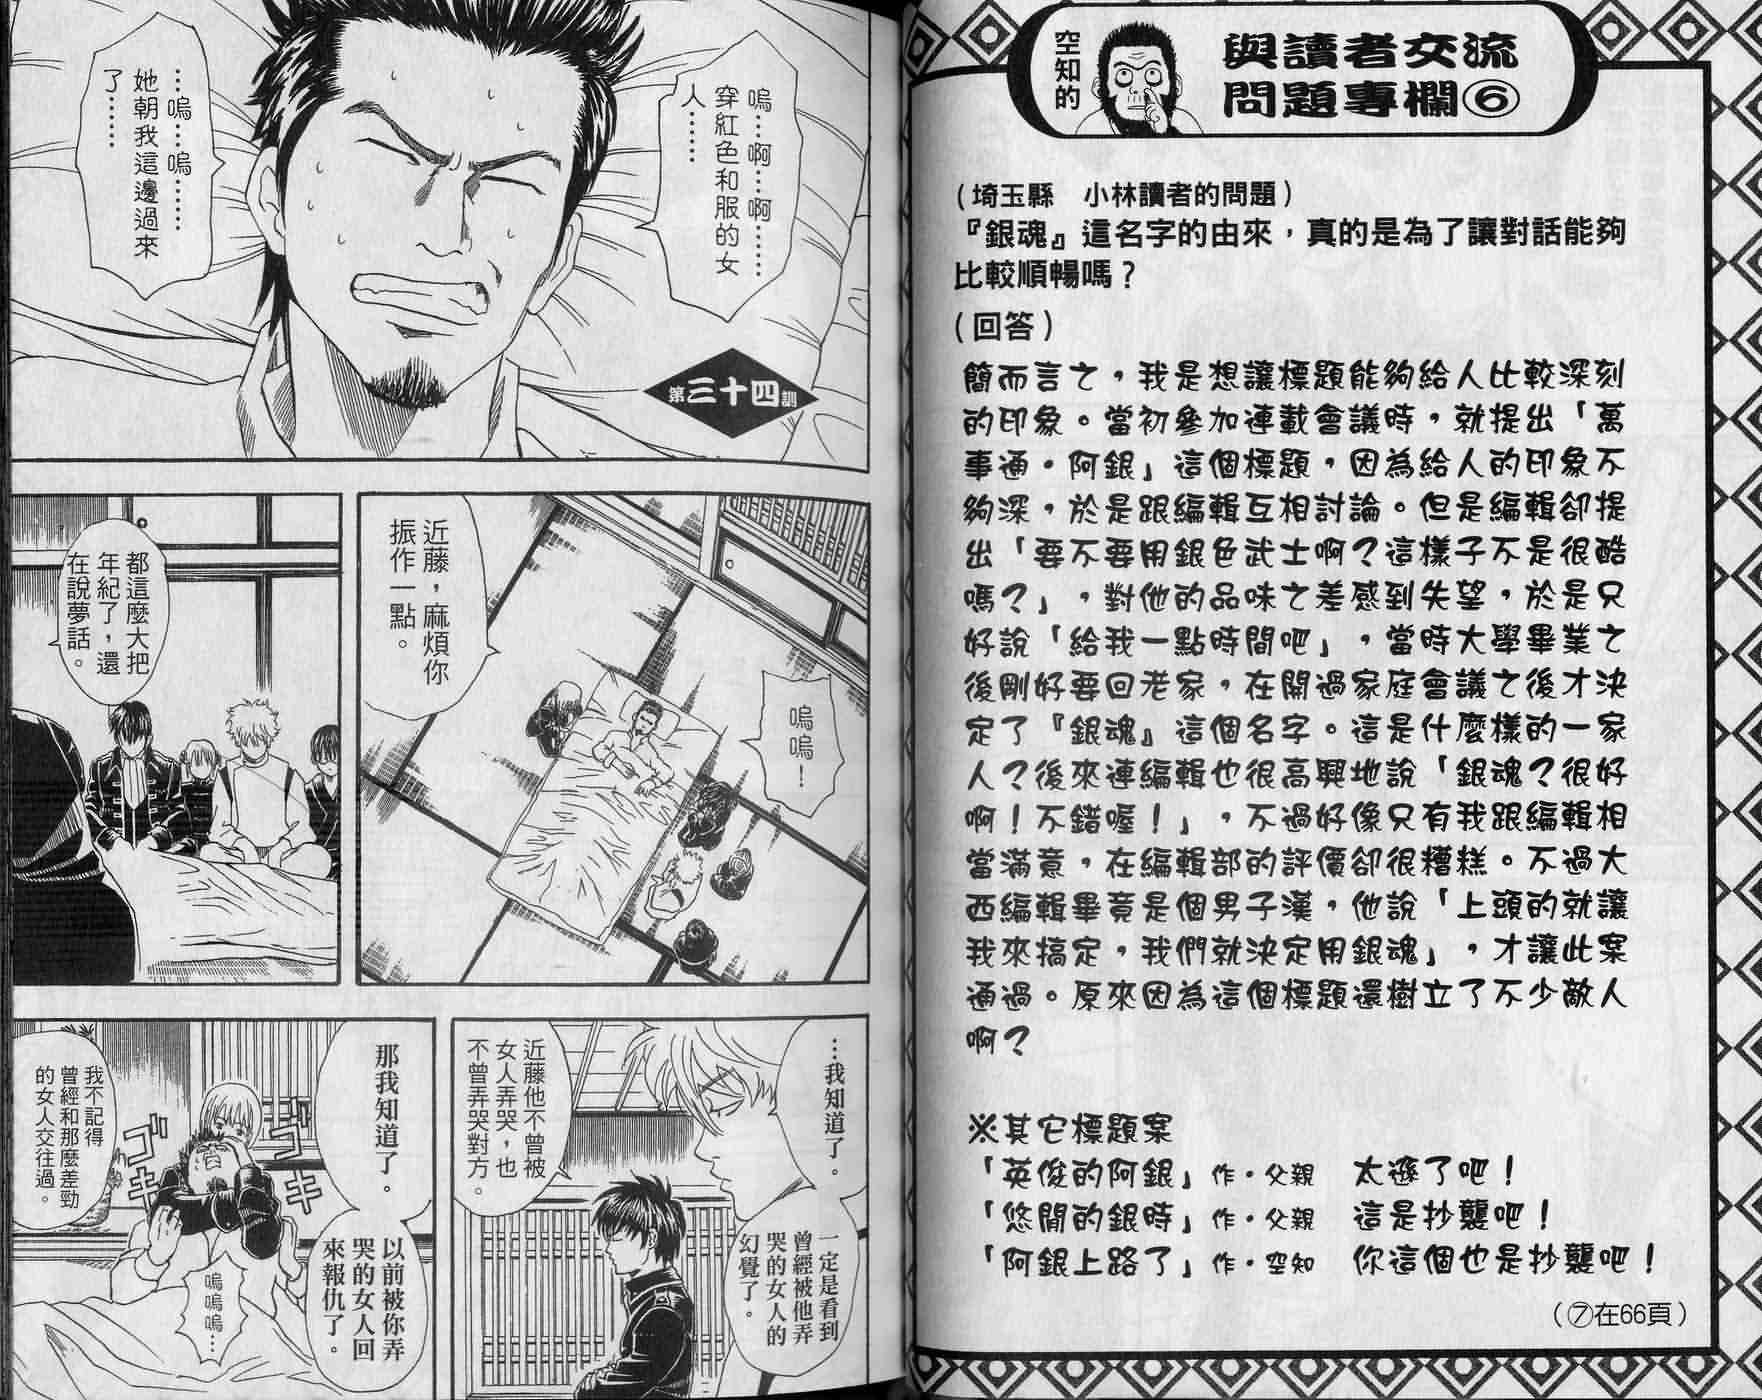 空知的
與讀者交流
問題專欄⑥
(埼玉縣　小林讀者的問題)
『銀魂』這名字的由來，真的是為了讓對話能夠
比較順暢嗎？
(回答)
簡而言之，我是想讓標題能夠給人比較深刻
的印象。當初參加連載會議時，就提出「萬
事通・阿銀」這個標題，因為給人的印象不
夠深，於是跟編輯互相討論。但是編輯卻提
出「要不要用銀色武士啊？這樣子不是很酷
嗎？」，對他的品味之差感到失望，於是只
好說「給我一點時間吧」，當時大學畢業之
後剛好要回老家，在開過家庭會議之後才決
定了『銀魂』這個名字。這是什麼樣的一家
人？後來連編輯也很高興地說「銀魂？很好
啊！不錯喔！」，不過好像只有我跟編輯相
當滿意，在編輯部的評價卻很糟糕。不過大
西編輯畢竟是個男子漢，他說「上頭的就讓
我來搞定，我們就決定用銀魂」，才讓此案
通過。原來因為這個標題還樹立了不少敵人
啊？
※其它標題案
「英俊的阿銀」作・父親　太遜了吧！
「悠閒的銀時」作・父親　這是抄襲吧！
「阿銀上路了」作・空知　你這個也是抄襲吧！
(⑦在66頁)
嗚…啊…啊………
穿紅色和服的女
人………
…嗚…嗚………
她朝我這邊過來
了………
第三十四訓
嗚
嗚！
近藤，麻煩你
振作一點。
都這麼大把
年紀了，還
在說夢話。
…我知道了。
一定是看到
曾經被他弄
哭的女人的
幻覺了。
近藤他不曾被
女人弄哭，也
不曾弄哭對方。
那我知道了。
以前被你弄
哭的女人回
來報仇了。
ゴキ
ゴキ
嗚嗚嗚…
我不記得
曾經和那麼差勁
的女人交往過。